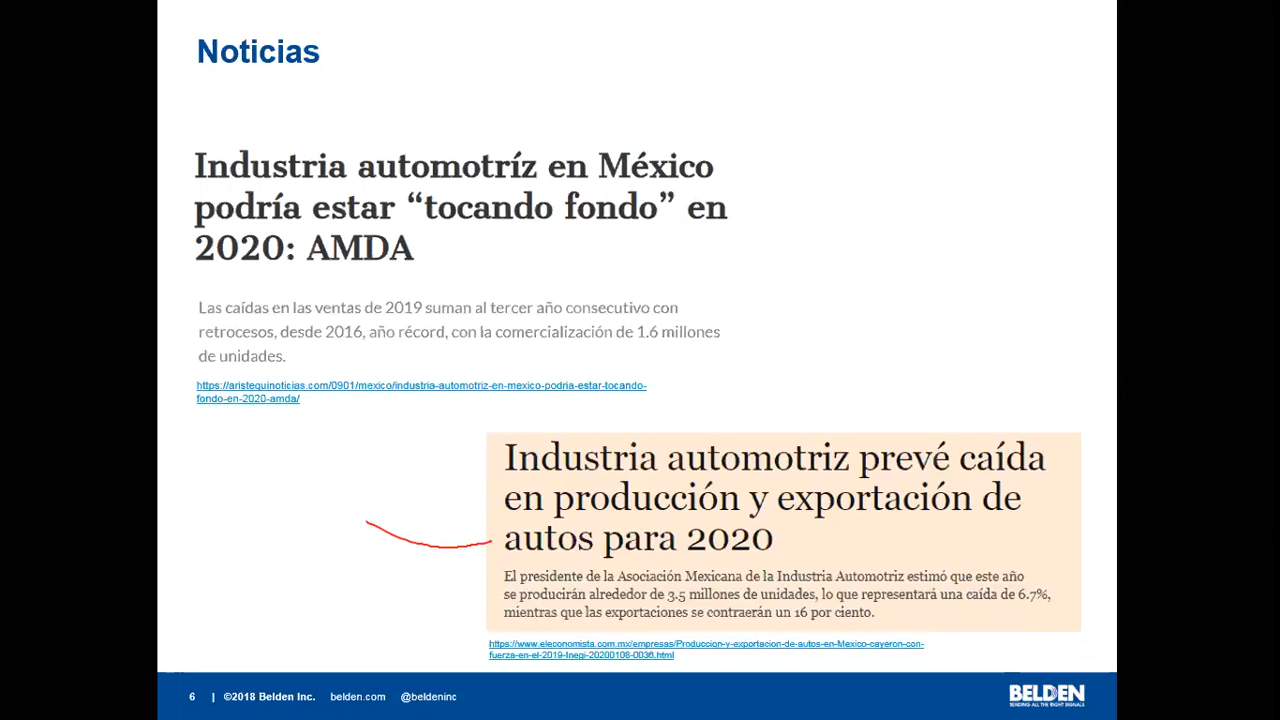 Noticias
Industria automotríz en México
podría estar “tocando fondo” en
2020: AMDA
Las caídas en las ventas de 2019 suman al tercer año consecutivo con
retrocesos, desde 2016, año récord, con la comercialización de 1.6 millones
de unidades.
https://aristeguinoticias.com/0901/mexico/industria-automotriz-en-mexico-podria-estar-tocando-
fondo-en-2020-amda/
Industria automotriz prevé caída
en producción y exportación de
autos para 2020
El presidente de la Asociación Mexicana de la Industria Automotriz estimó que este año
se producirán alrededor de 3.5 millones de unidades, lo que representará una caída de 6.7%,
mientras que las exportaciones se contraerán un 16 por ciento.
https://www.eleconomista.com.mx/empresas/Produccion-y-exportacion-de-autos-en-Mexico-cayeron-con-
fuerza-en-el-2019-Inegi-20200108-0036.html
6 | ©2018 Belden Inc. belden.com @beldeninc
BELDEN
SENDING ALL THE RIGHT SIGNALS